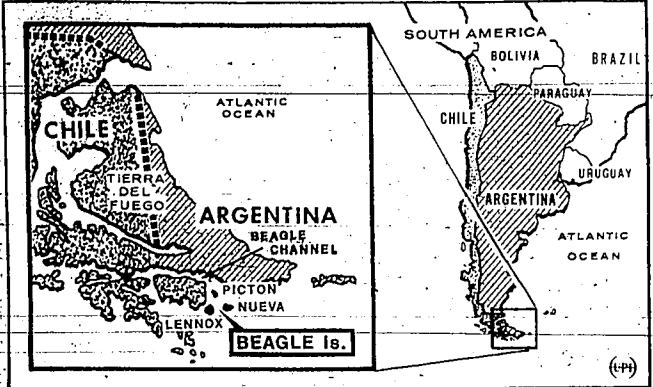 CHILE
TIERRA
DEL
FUEGO
ATLANTIC
OCEAN
ARGENTINA
BEAGLE
CHANNEL
PICTON
NUEVA
LENNOX
BEAGLE Is.
SOUTH AMERICA
BOLIVIA
BRAZIL
PARAGUAY
CHILE
URUGUAY
ARGENTINA
ATLANTIC
OCEAN
(UPI)